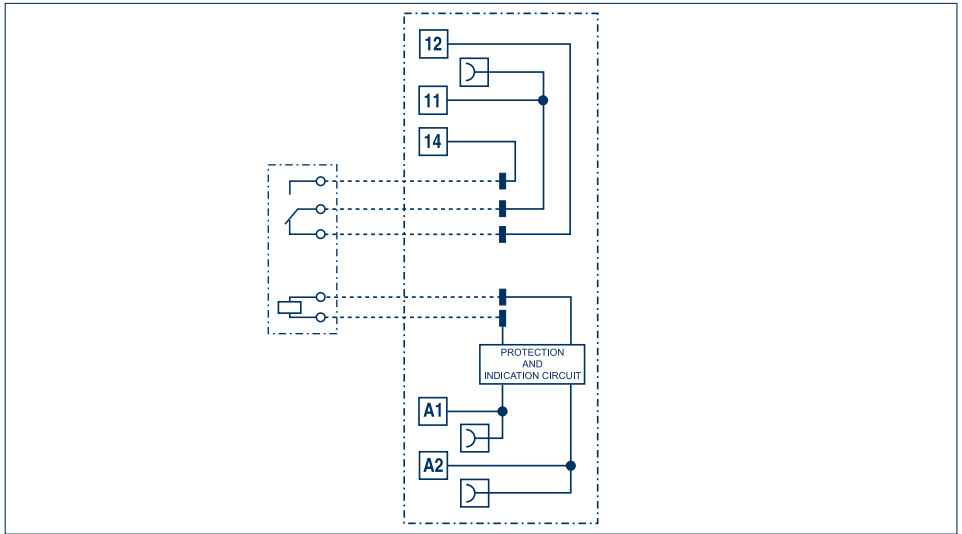 12
11
14
PROTECTION
AND
INDICATION CIRCUIT
A1
A2